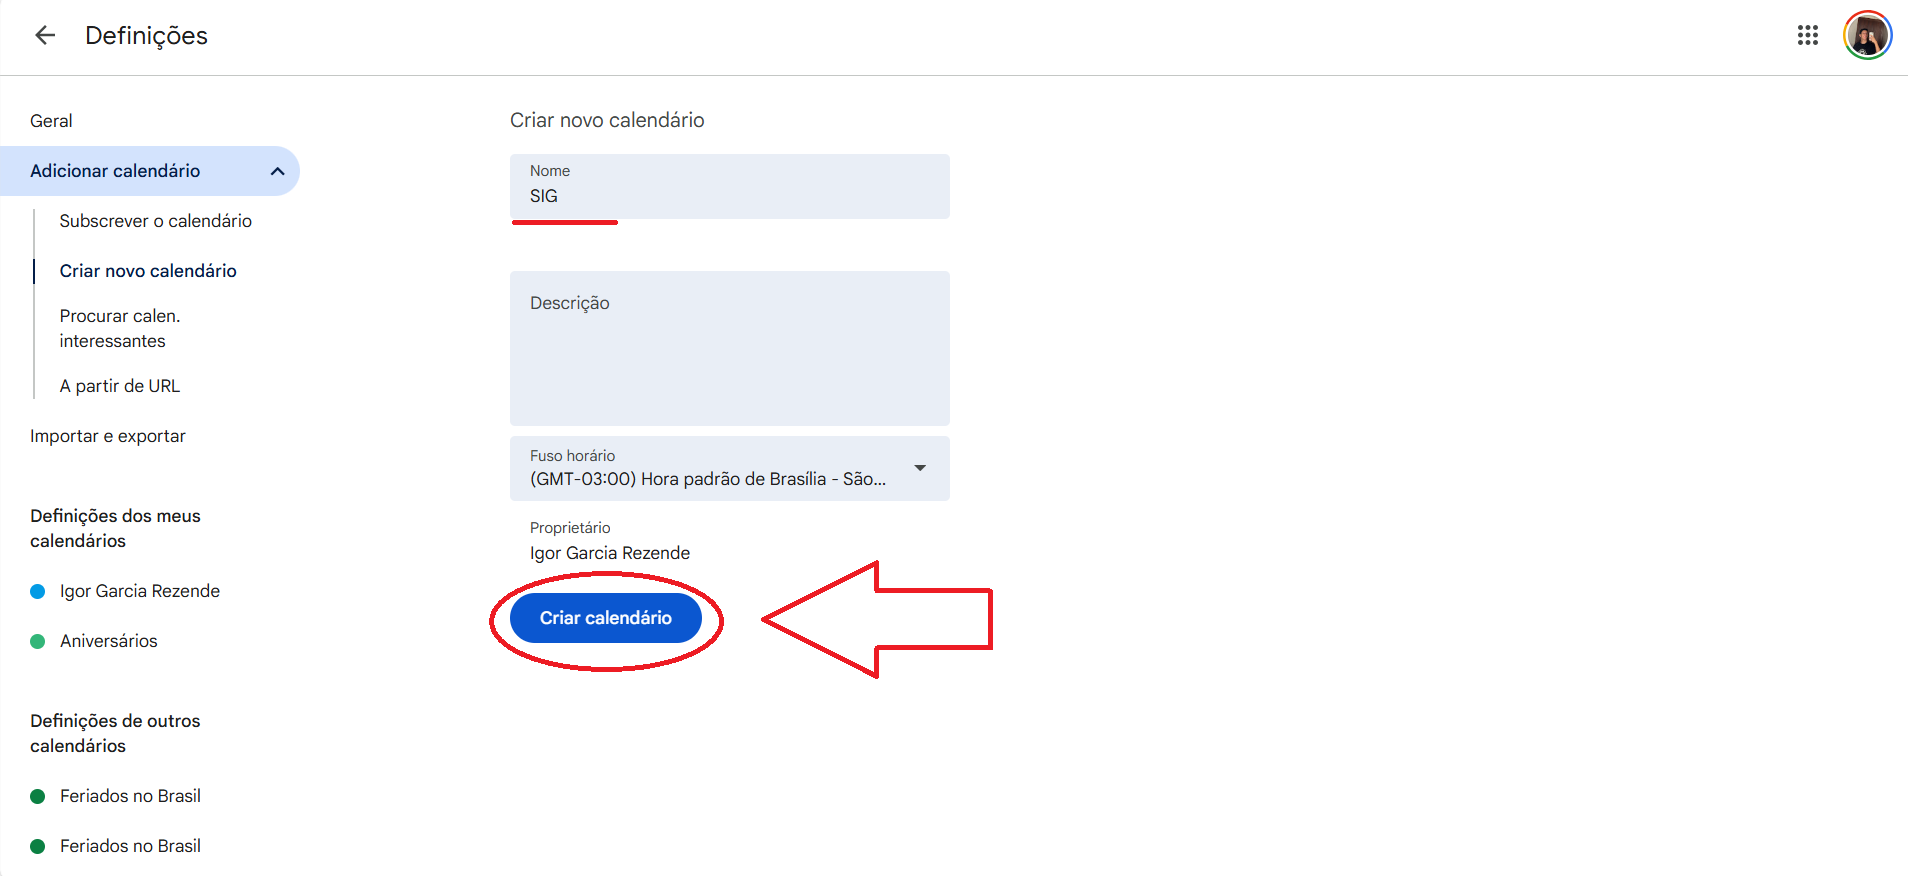 Definições
Geral
Adicionar calendário
Subscrever o calendário
Criar novo calendário
Procurar calen.
interessantes
A partir de URL
Importar e exportar
Definições dos meus
calendários
Igor Garcia Rezende
Aniversários
Definições de outros
calendários
Feriados no Brasil
Feriados no Brasil
Criar novo calendário
Nome
SIG
Descrição
Fuso horário
(GMT-03:00) Hora padrão de Brasília - São...
Proprietário
Igor Garcia Rezende
Criar calendário